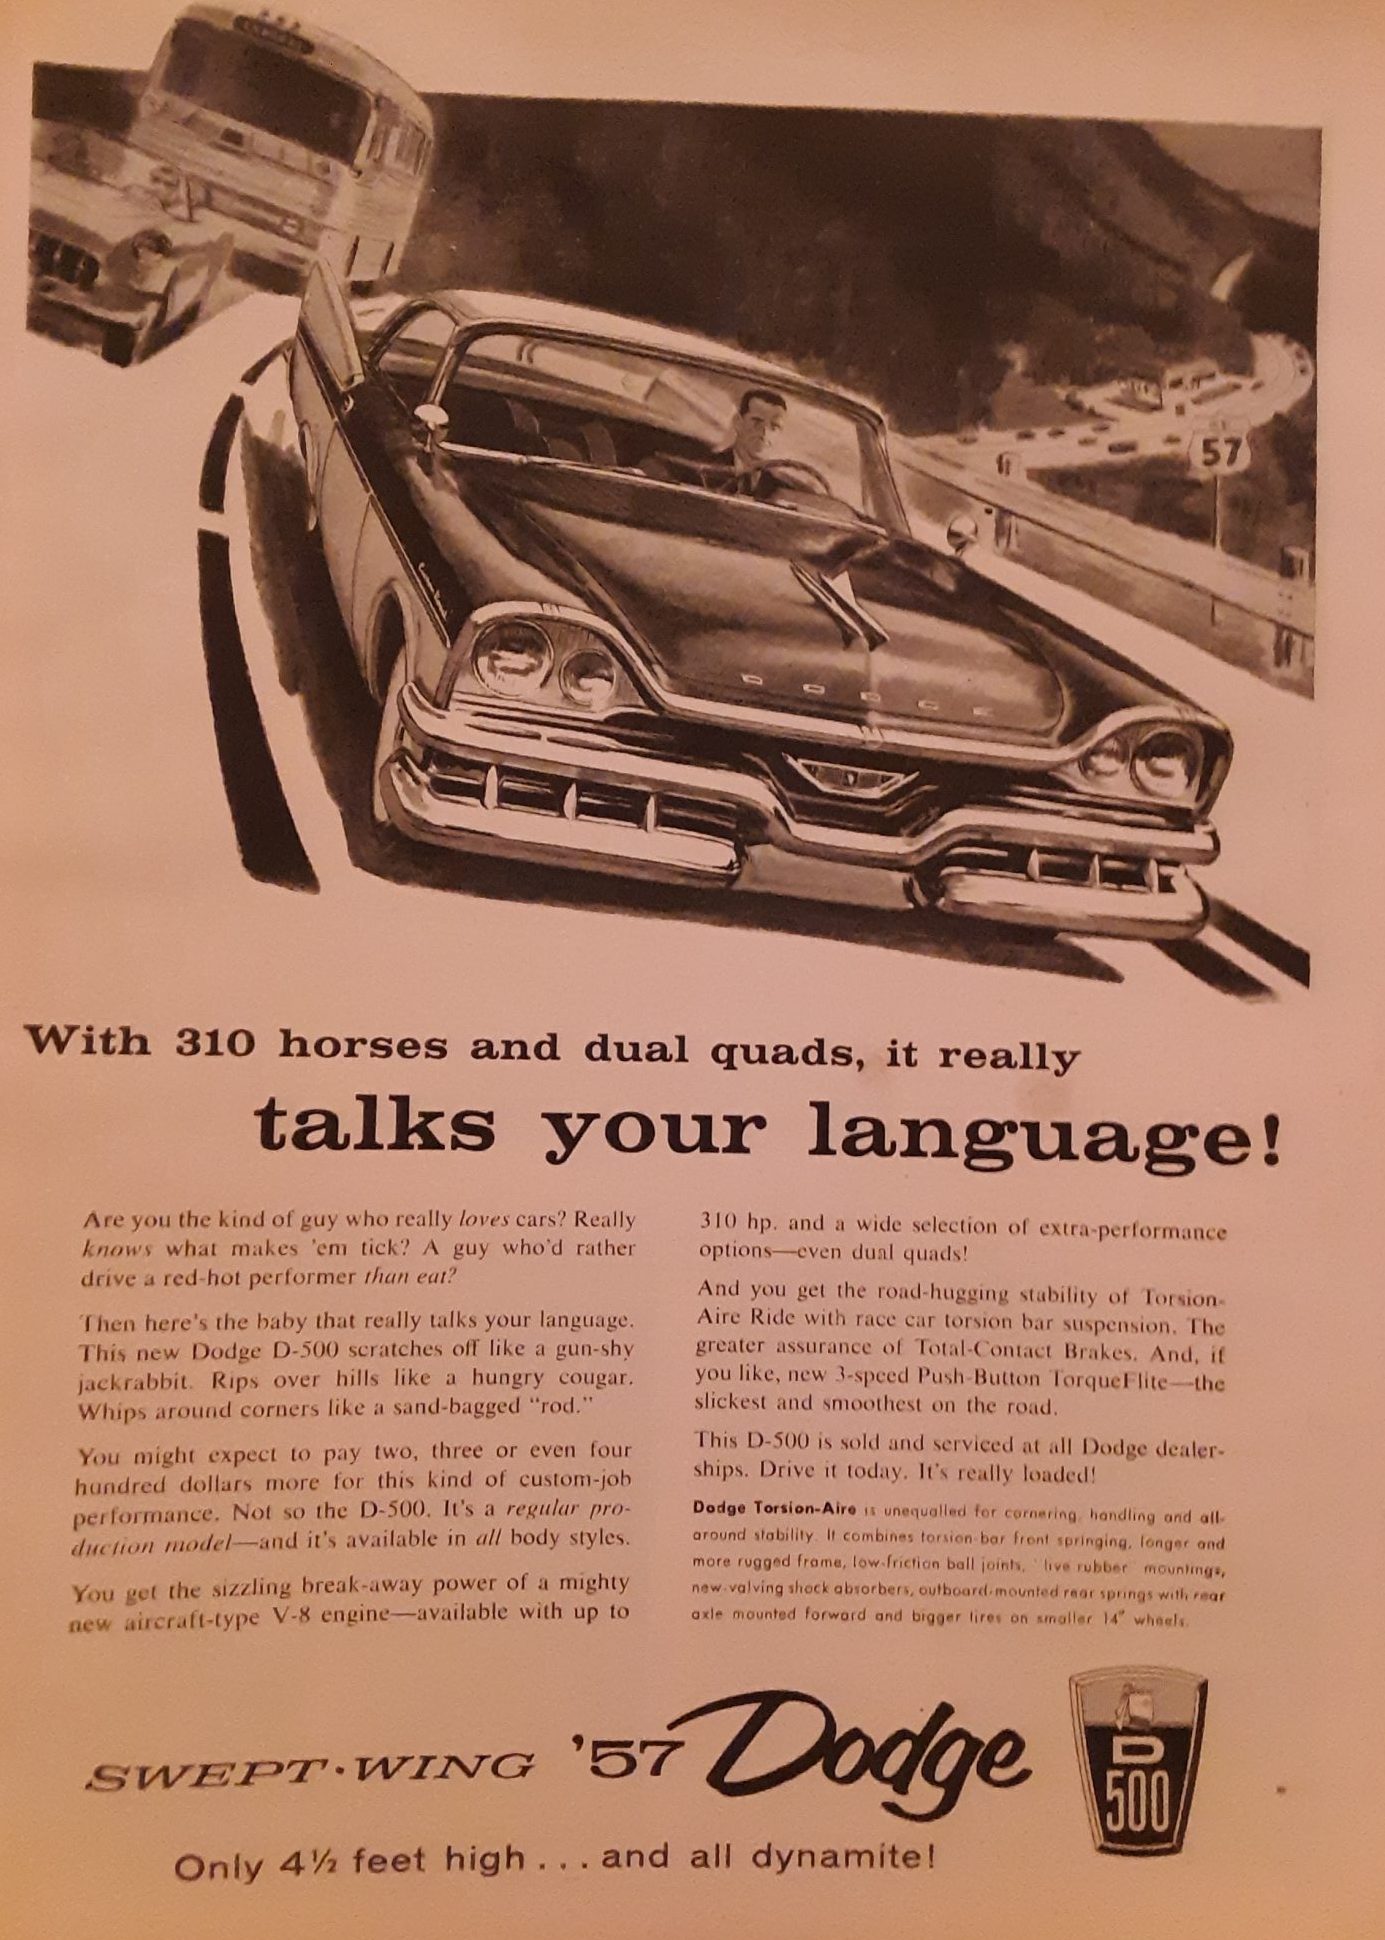 57
DODGE
With 310 horses and dual quads, it really
talks your language!
Are you the kind of guy who really loves cars? Really
knows what makes 'em tick? A guy who'd rather
drive a red-hot performer than eat?
Then here's the baby that really talks your language.
This new Dodge D-500 scratches off like a gun-shy
jackrabbit. Rips over hills like a hungry cougar.
Whips around corners like a sand-bagged "rod."
You might expect to pay two, three or even four
hundred dollars more for this kind of custom-job
performance. Not so the D-500. It's a regular pro-
duction model—and it's available in all body styles.
You get the sizzling break-away power of a mighty
new aircraft-type V-8 engine—available with up to
310 hp. and a wide selection of extra-performance
options—even dual quads!
And you get the road-hugging stability of Torsion-
Aire Ride with race car torsion bar suspension. The
greater assurance of Total-Contact Brakes. And, if
you like, new 3-speed Push-Button TorqueFlite—the
slickest and smoothest on the road.
This D-500 is sold and serviced at all Dodge dealer-
ships. Drive it today. It's really loaded!
Dodge Torsion-Aire is unequalled for cornering, handling and all-
around stability. It combines torsion-bar front springing, longer and
more rugged frame, low-friction ball joints, "live rubber" mountings,
new-valving shock absorbers, outboard-mounted rear springs with rear
axle mounted forward and bigger tires on smaller 14" wheels.
SWEPT-WING '57 Dodge
D
500
Only 4½ feet high . . . and all dynamite!